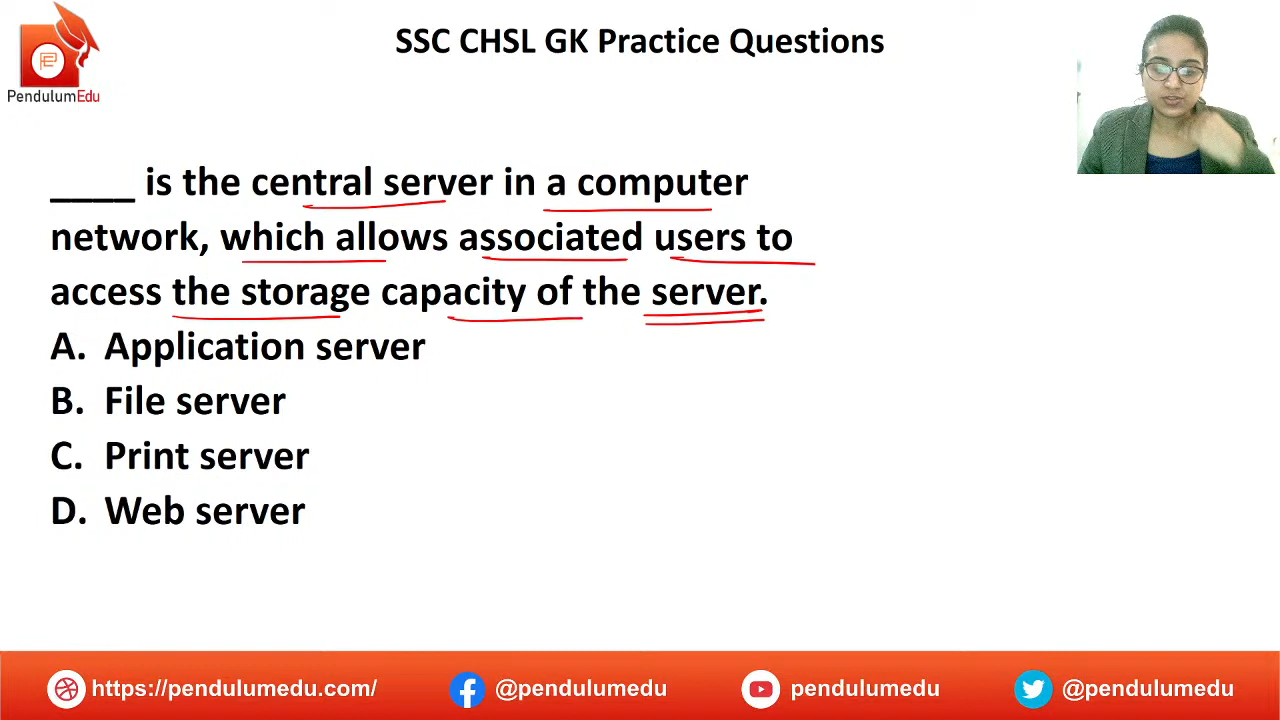 SSC CHSL GK Practice Questions
PendulumEdu
____ is the central server in a computer
network, which allows associated users to
access the storage capacity of the server.
A. Application server
B. File server
C. Print server
D. Web server
https://pendulumedu.com/ @pendulumedu pendulumedu @pendulumedu